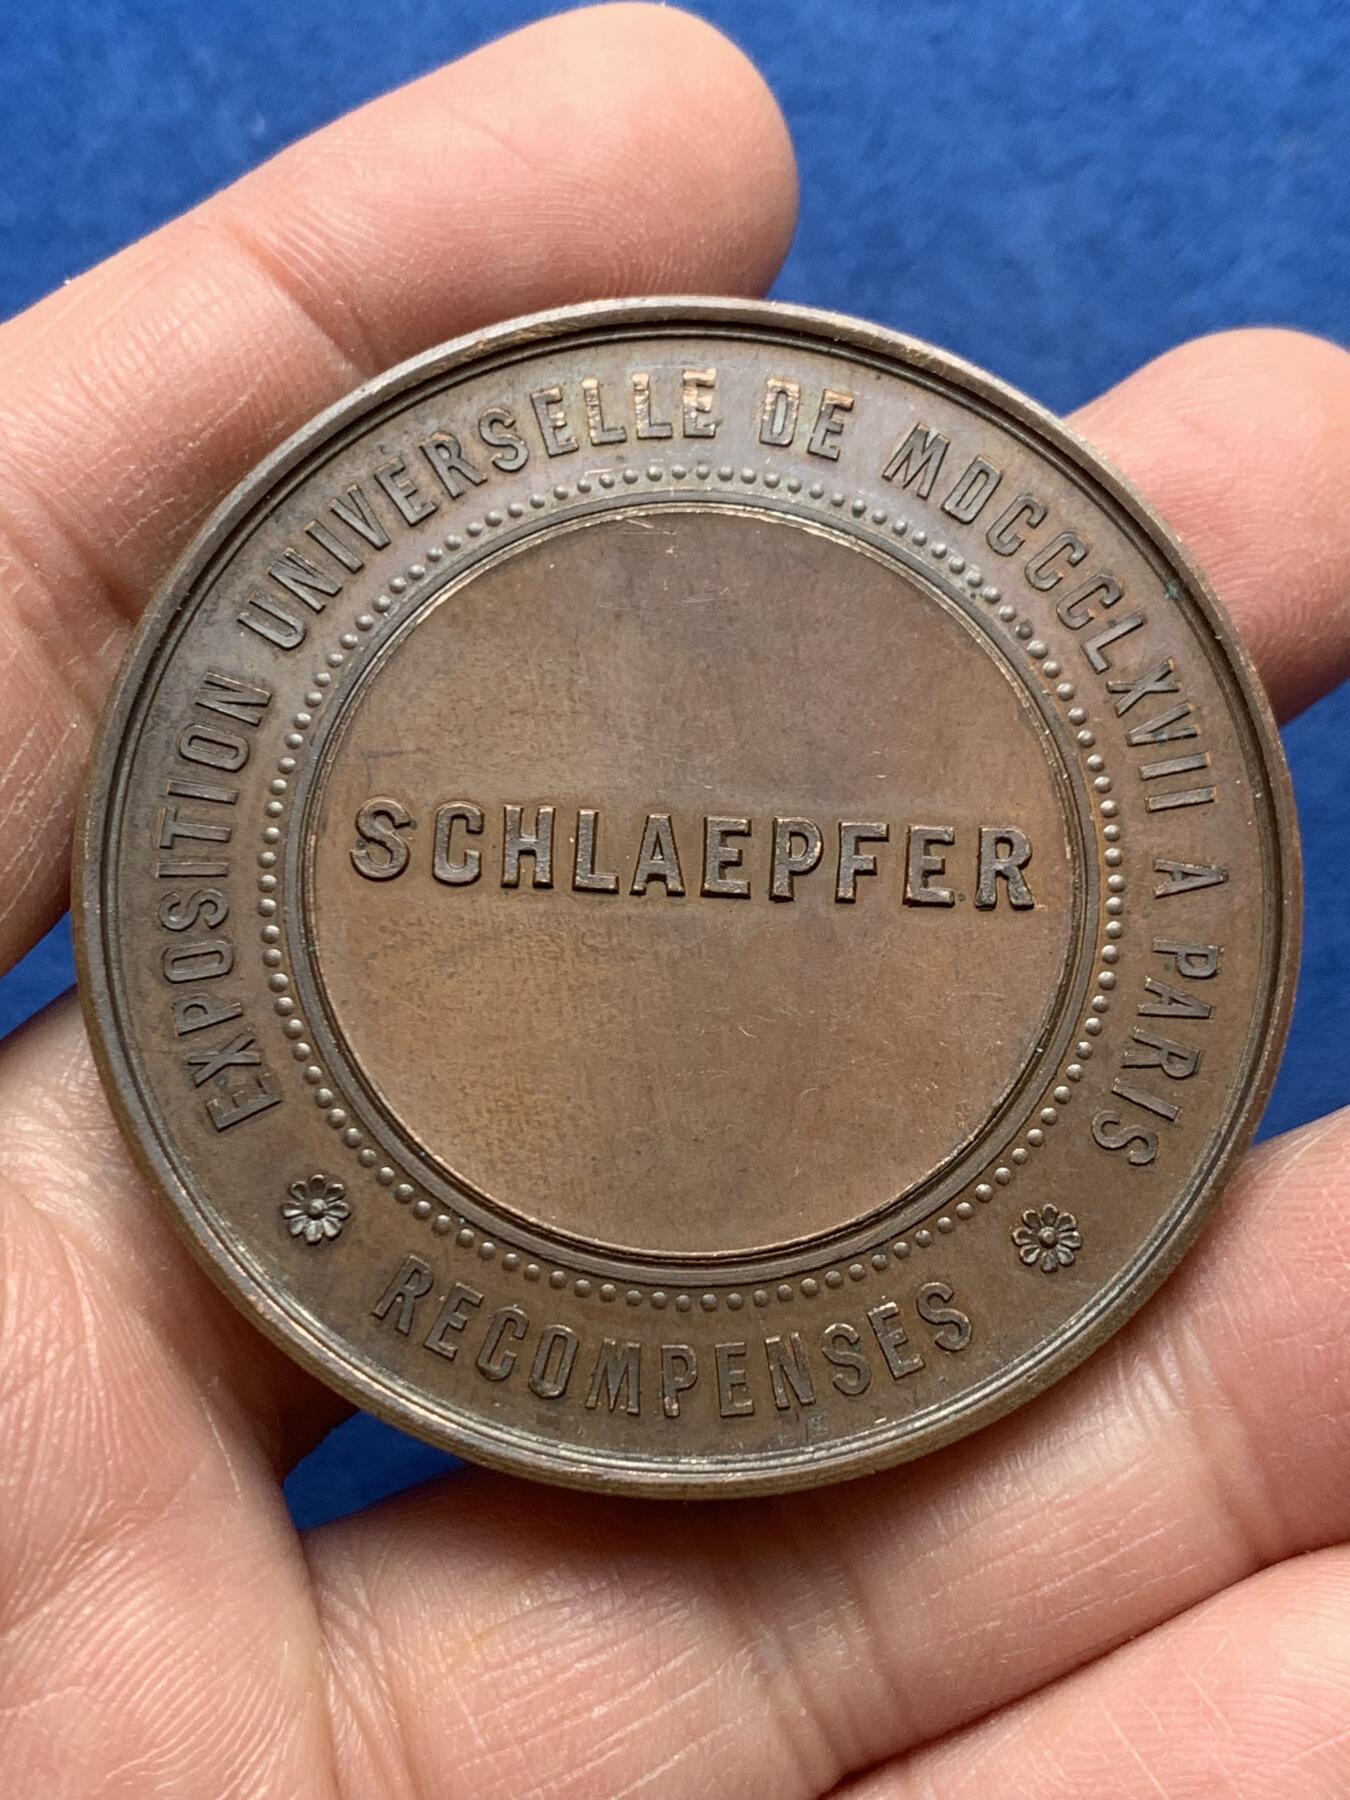 EXPOSITION UNIVERSELLE DE MDCCCLXVII A PARIS
SCHLAEPFER
RECOMPENSES